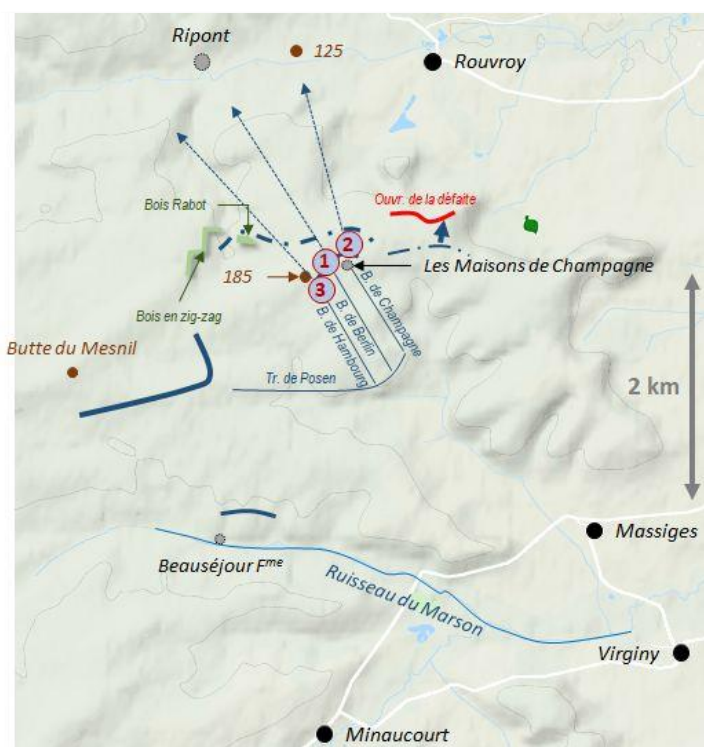 Ripont
125
Rouvroy
Bois Rabot
Ouvr. de la défaite
2
1
3
185
Les Maisons de Champagne
B. de Champagne
B. de Berlin
B. de Hambourg
Bois en zig-zag
Butte du Mesnil
Tr. de Posen
2 km
Massiges
Beauséjour Fme
Ruisseau du Marson
Virginy
Minaucourt